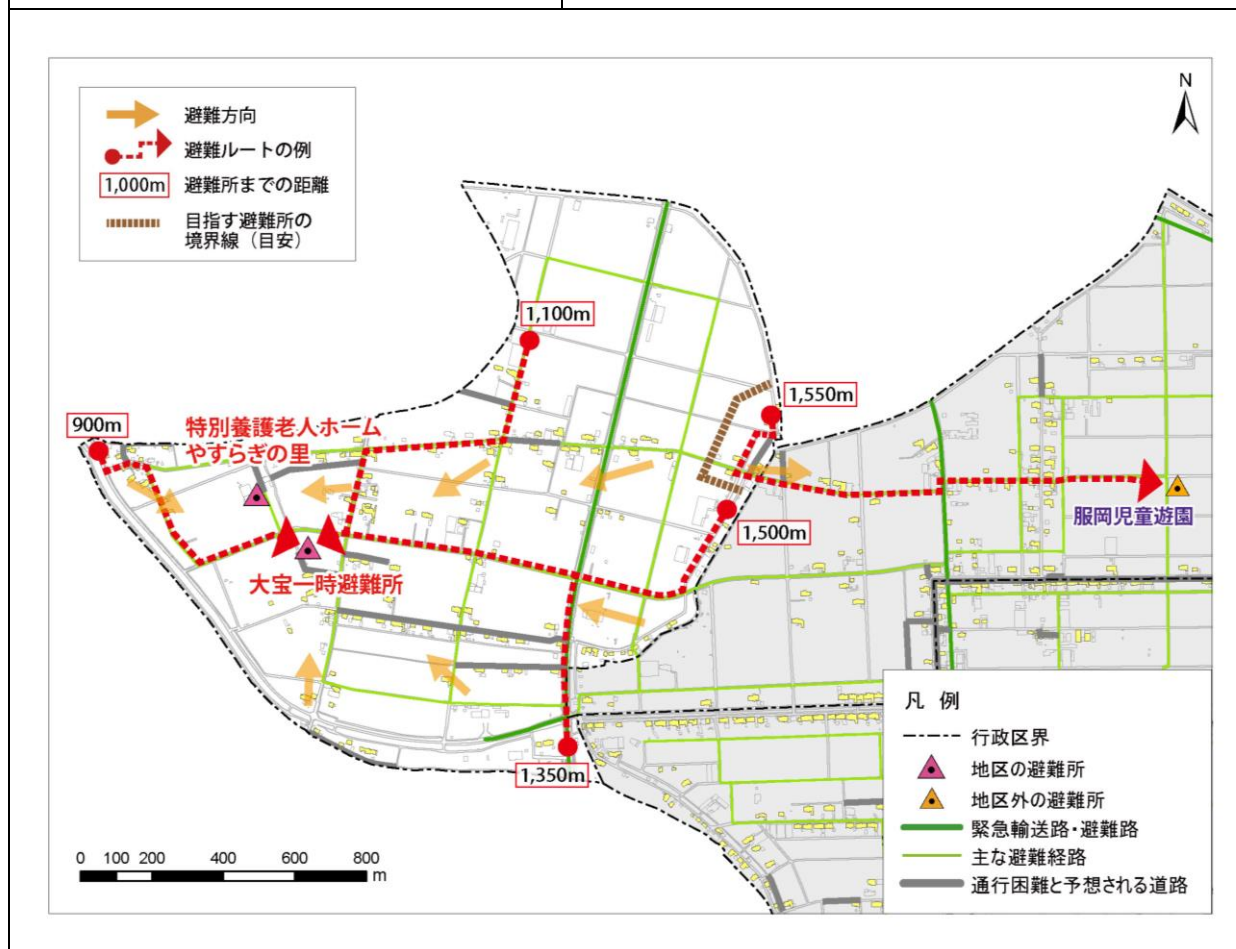 避難方向
避難ルートの例
1,000m 避難所までの距離
目指す避難所の
境界線（目安）
N
1,100m
900m
特別養護老人ホーム
やすらぎの里
1,550m
1,500m
服岡児童遊園
大宝一時避難所
1,350m
凡 例
行政区界
地区の避難所
地区外の避難所
緊急輸送路・避難路
主な避難経路
通行困難と予想される道路
0 100 200 400 600 800
m